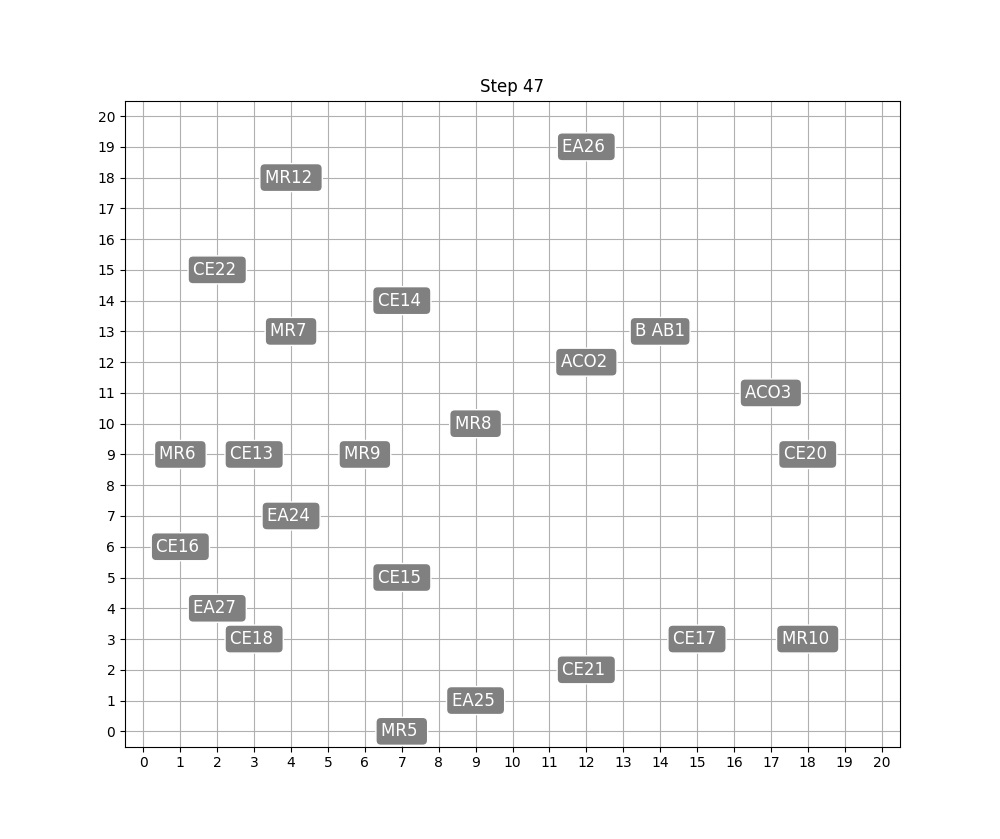 Step 47
20
19
18
17
16
15
14
13
12
11
10
9
8
7
6
5
4
3
2
1
0
EA26
MR12
CE22
CE14
MR7
B AB1
ACO2
ACO3
MR8
MR6
CE13
MR9
CE20
EA24
CE16
CE15
EA27
CE18
CE17
MR10
CE21
EA25
MR5
0 1 2 3 4 5 6 7 8 9 10 11 12 13 14 15 16 17 18 19 20